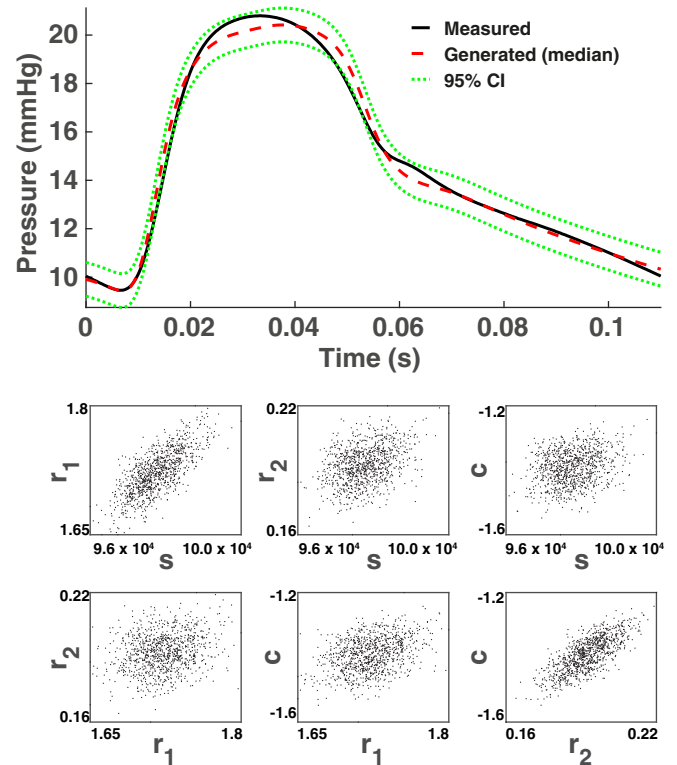 20
18
16
14
12
10
Pressure (mmHg)
Measured
Generated (median)
95% CI
0
0.02
0.04
0.06
0.08
0.1
Time (s)
1.8
r1
1.65
9.6 x 10⁴
10.0 x 10⁴
s
0.22
r2
0.16
9.6 x 10⁴
10.0 x 10⁴
s
-1.2
c
-1.6
9.6 x 10⁴
10.0 x 10⁴
s
0.22
r2
0.16
1.65
1.8
r1
-1.2
c
-1.6
1.65
1.8
r1
-1.2
c
-1.6
0.16
0.22
r2